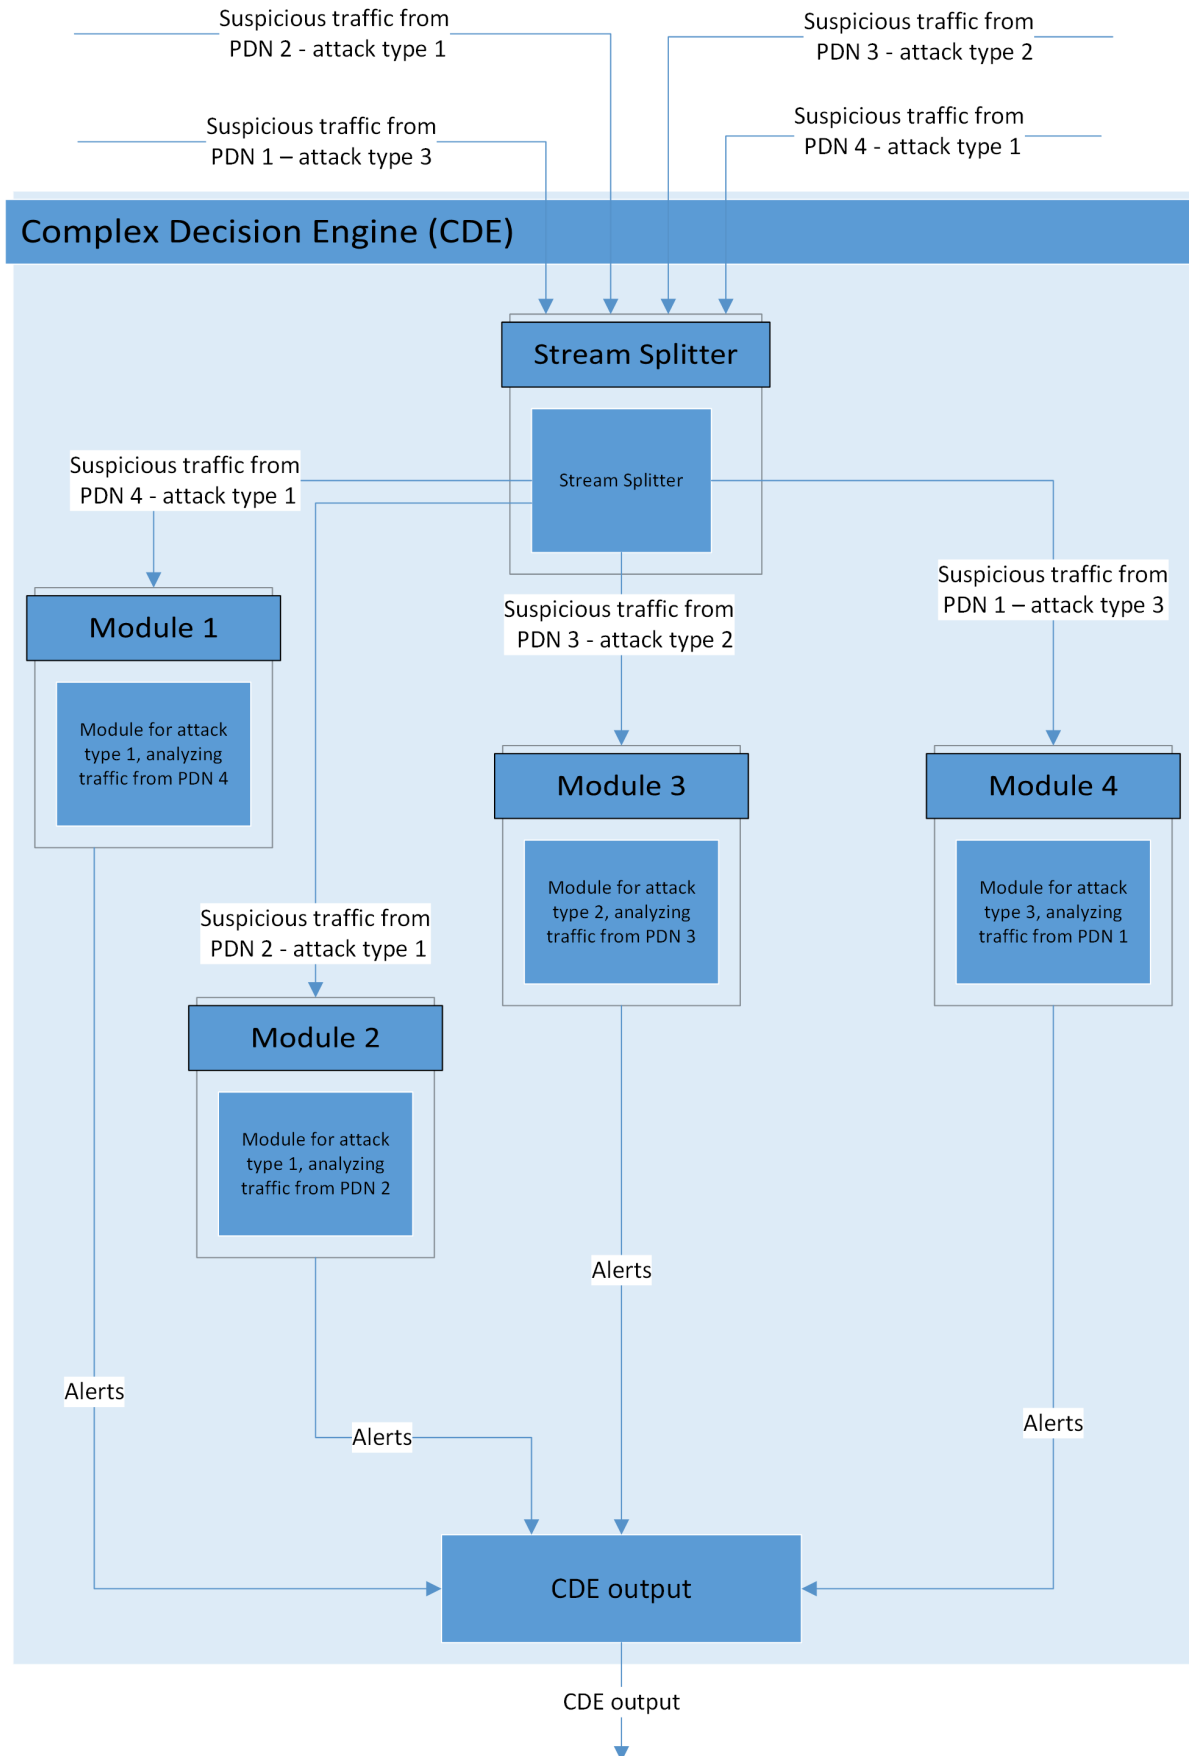 Suspicious traffic from
PDN 2 - attack type 1
Suspicious traffic from
PDN 3 - attack type 2
Suspicious traffic from
PDN 1 – attack type 3
Suspicious traffic from
PDN 4 - attack type 1
Complex Decision Engine (CDE)
Stream Splitter
Stream Splitter
Suspicious traffic from
PDN 4 - attack type 1
Suspicious traffic from
PDN 3 - attack type 2
Suspicious traffic from
PDN 1 – attack type 3
Module 1
Module for attack
type 1, analyzing
traffic from PDN 4
Module 3
Module for attack
type 2, analyzing
traffic from PDN 3
Module 4
Module for attack
type 3, analyzing
traffic from PDN 1
Suspicious traffic from
PDN 2 - attack type 1
Module 2
Module for attack
type 1, analyzing
traffic from PDN 2
Alerts
Alerts
Alerts
Alerts
CDE output
CDE output